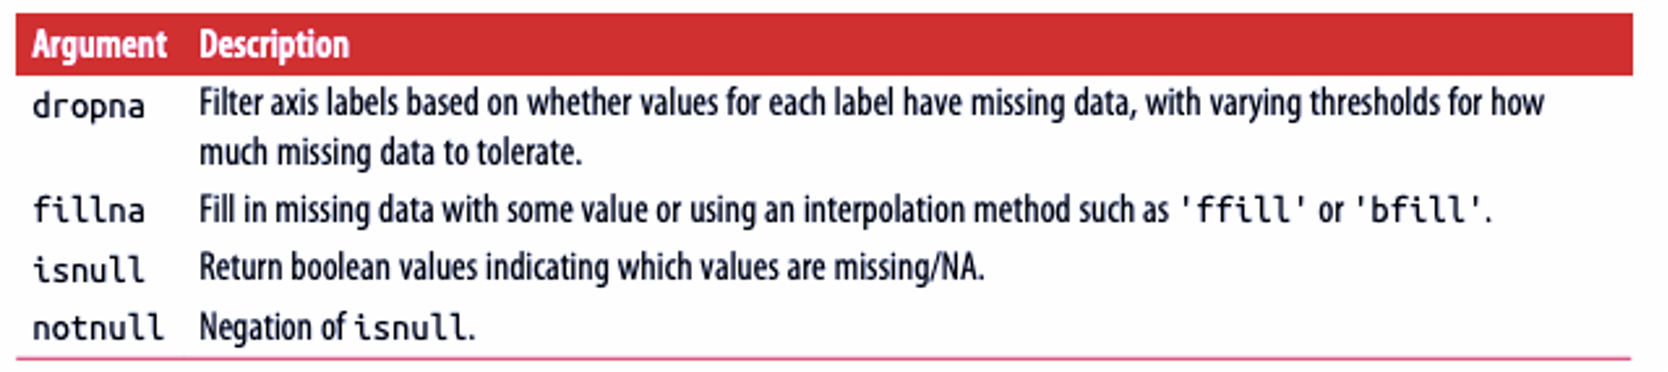 Argument Description
dropna Filter axis labels based on whether values for each label have missing data, with varying thresholds for how
much missing data to tolerate.
fillna Fill in missing data with some value or using an interpolation method such as 'ffill' or 'bfill'.
isnull Return boolean values indicating which values are missing/NA.
notnull Negation of isnull.